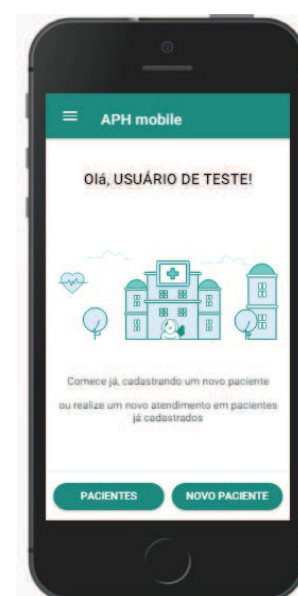 APH mobile
Olá, USUÁRIO DE TESTE!
Comece já, cadastrando um novo paciente
ou realize um novo atendimento em pacientes
já cadastrados
PACIENTES
NOVO PACIENTE